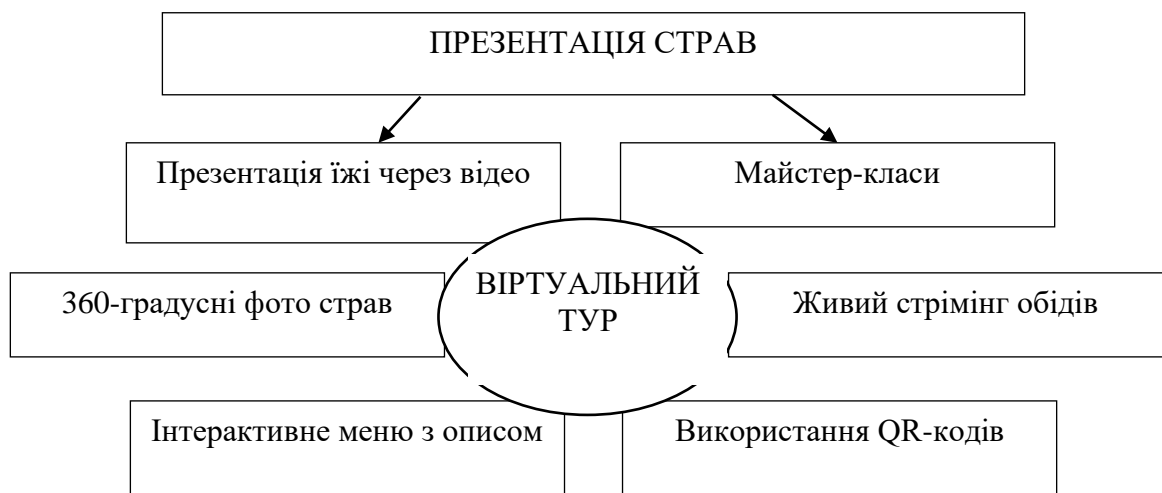 ПРЕЗЕНТАЦІЯ СТРАВ
Презентація їжі через відео
Майстер-класи
360-градусні фото страв
ВІРТУАЛЬНИЙ
ТУР
Живий стрімінг обідів
Інтерактивне меню з описом
Використання QR-кодів